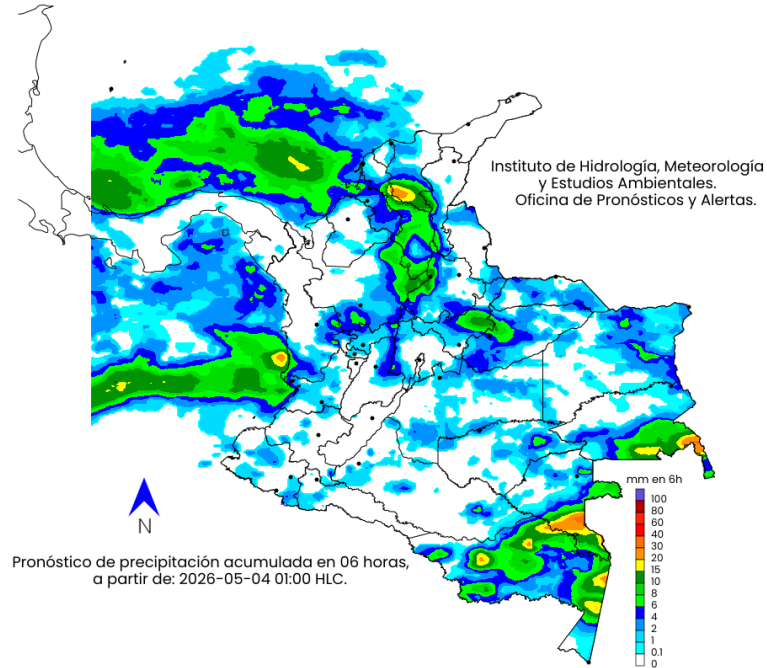 Instituto de Hidrología, Meteorología
y Estudios Ambientales.
Oficina de Pronósticos y Alertas.
mm en 6h
100
80
60
40
30
20
15
10
8
6
4
2
1
0.1
0
N
Pronóstico de precipitación acumulada en 06 horas,
a partir de: 2026-05-04 01:00 HLC.